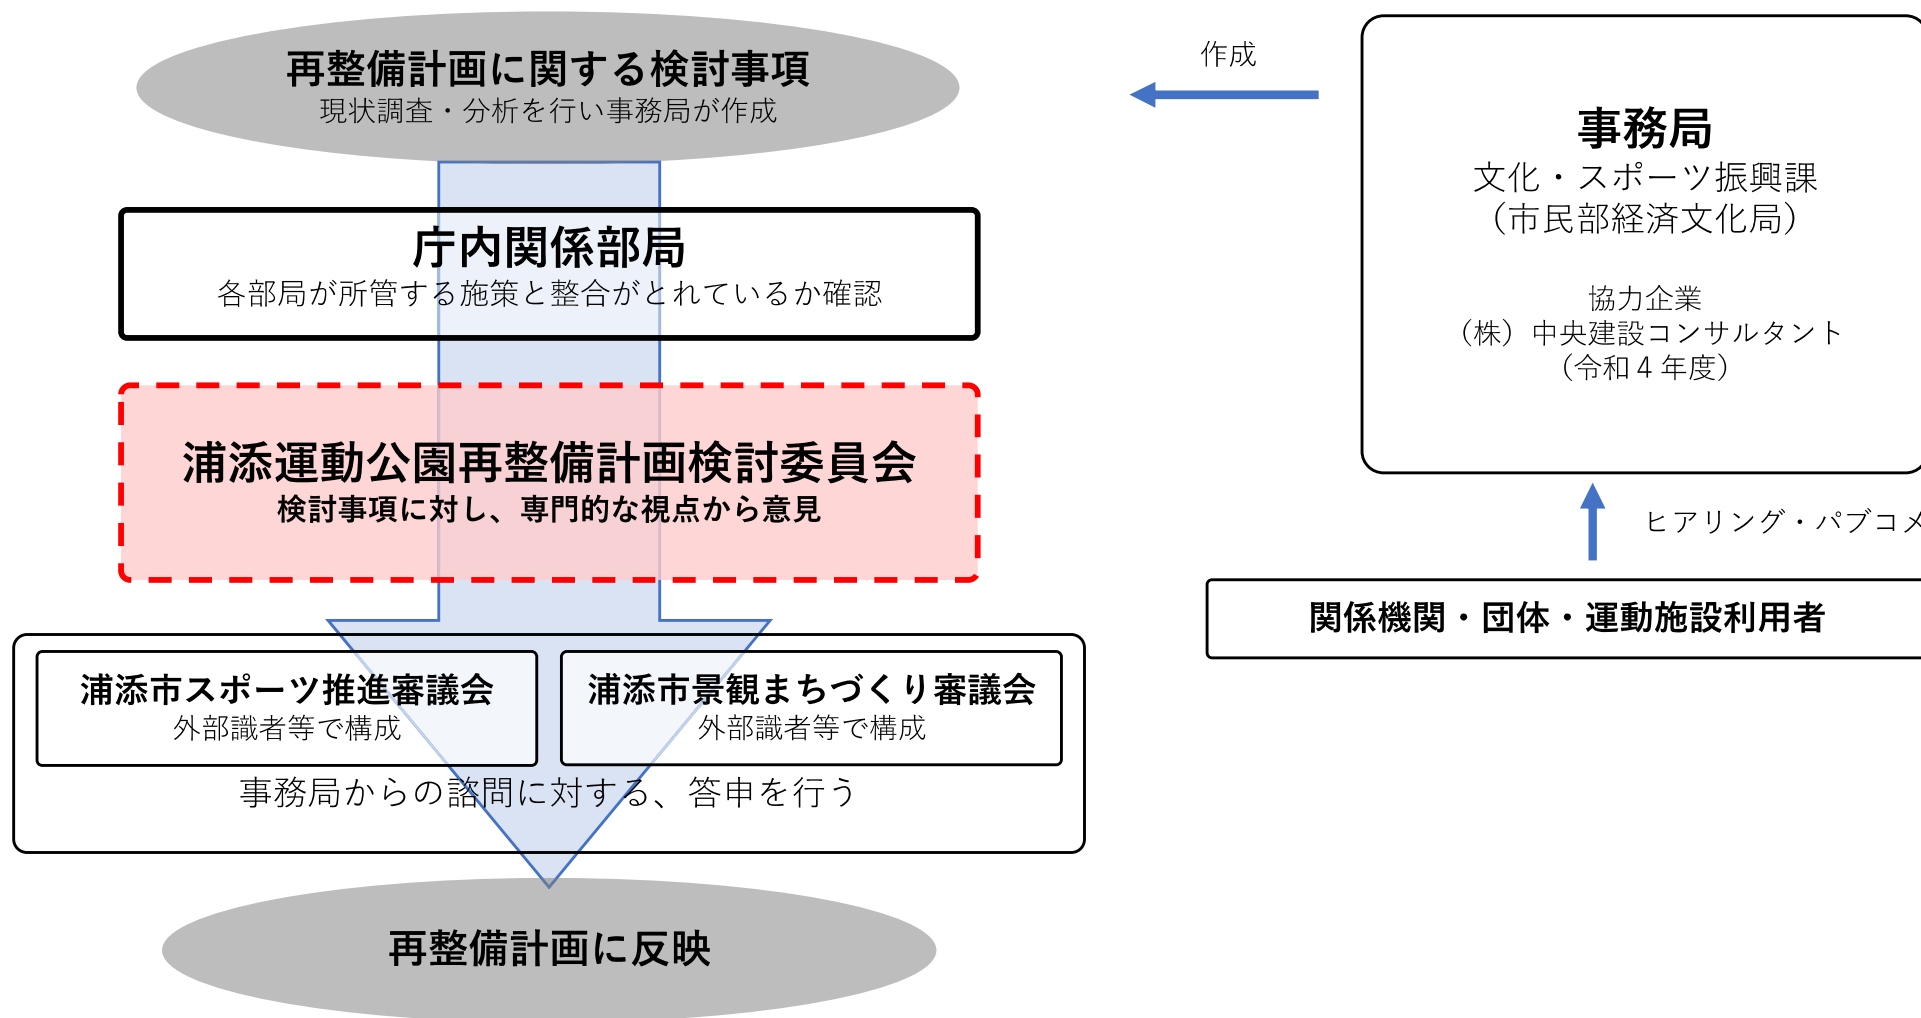 再整備計画に関する検討事項
現状調査・分析を行い事務局が作成
庁内関係部局
各部局が所管する施策と整合がとれているか確認
浦添運動公園再整備計画検討委員会
検討事項に対し、専門的な視点から意見
浦添市スポーツ推進審議会
外部識者等で構成
浦添市景観まちづくり審議会
外部識者等で構成
事務局からの諮問に対する、答申を行う
再整備計画に反映
作成
事務局
文化・スポーツ振興課
（市民部経済文化局）
協力企業
（株）中央建設コンサルタント
（令和４年度）
ヒアリング・パブコメ
関係機関・団体・運動施設利用者